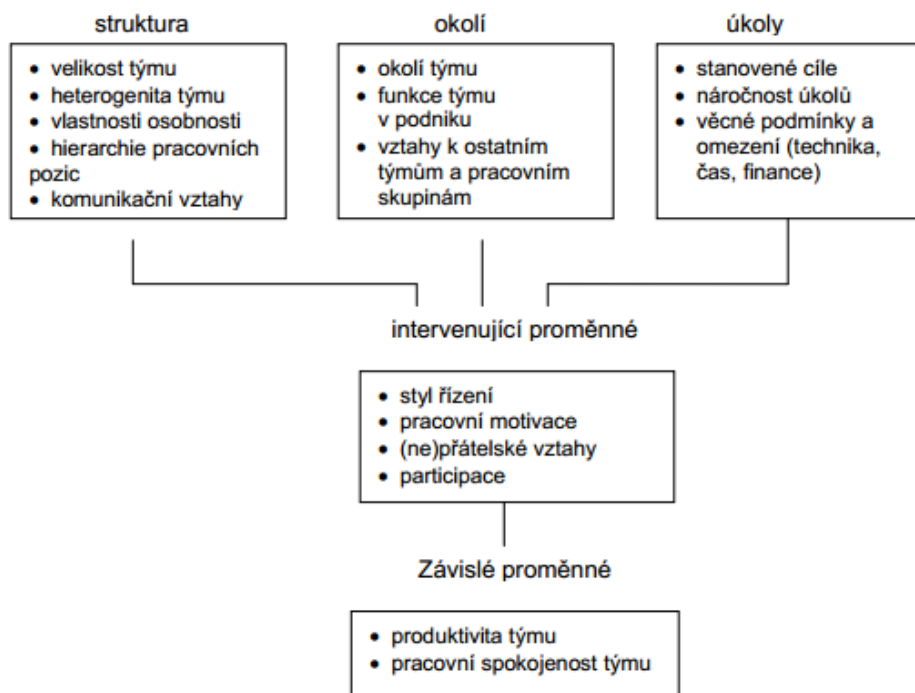 struktura
• velikost týmu
• heterogenita týmu
• vlastnosti osobnosti
• hierarchie pracovních
pozic
• komunikační vztahy
okolí
• okolí týmu
• funkce týmu
v podniku
• vztahy k ostatním
týmům a pracovním
skupinám
úkoly
• stanovené cíle
• náročnost úkolů
• věcné podmínky a
omezení (technika,
čas, finance)
intervenující proměnné
• styl řízení
• pracovní motivace
• (ne)přátelské vztahy
• participace
Závislé proměnné
• produktivita týmu
• pracovní spokojenost týmu